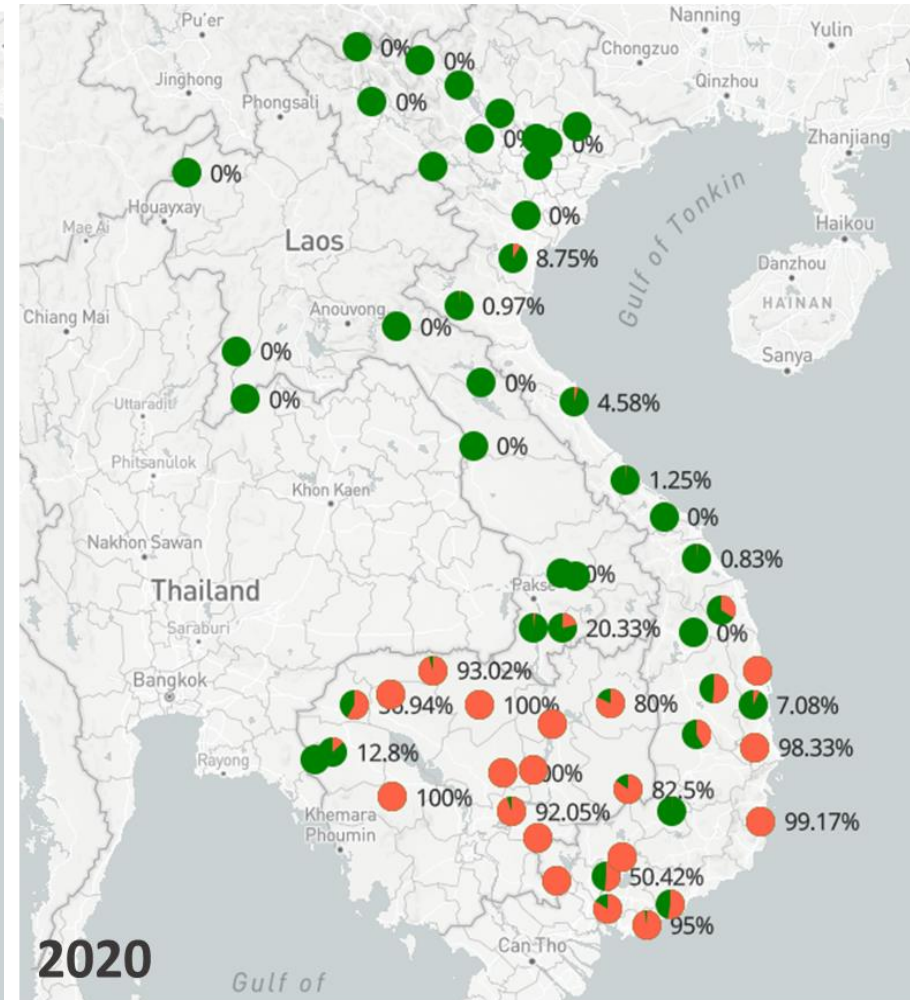 Pu'er
Nanning
Yulin
Chongzuo
0%
0%
Jinghong
Qinzhou
Phongsali
0%
Zhanjiang
0%
0%
Houayxay
Mae Ai
Laos
0%
Haikou
Gulf of Tonkin
8.75%
Danzhou
HAINAN
Anouvong
0.97%
Chiang Mai
0%
0%
Sanya
0%
0%
4.58%
Uttaradit
0%
Phitsanulok
Khon Kaen
1.25%
0%
Nakhon Sawan
0.83%
Thailand
Pakse
0%
Saraburi
20.33%
0%
Bangkok
93.02%
100%
80%
7.08%
12.8%
98.33%
Rayong
100%
82.5%
Khemara
Phoumin
92.05%
99.17%
50.42%
95%
Can Tho
2020
Gulf of